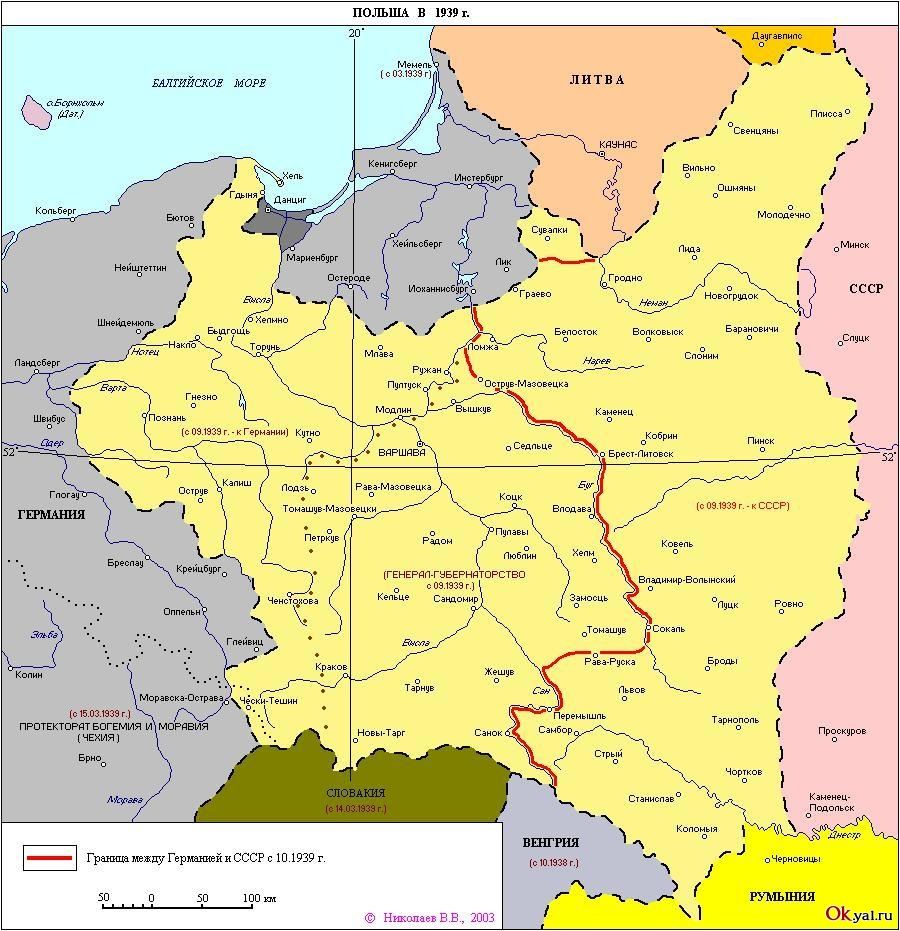 ПОЛЬША В 1939 г.
20°
Даугавпилс
Мемель
(с 03.1939 г)
ЛИТВА
БАЛТИЙСКОЕ МОРЕ
о.Борнхольм
(Дат.)
Плисса
Свенцяны
КАУНАС
Кенигсберг
Вильно
Инстербург
Хель
Ошмяны
Гдыня
Данциг
Кольберг
Молодечно
Бютов
Сувалки
Хейльсберг
Минск
Мариенбург
Лида
Лик
Нейштеттин
Остероде
Гродно
СССР
Иоханнисбург
Граево
Новогрудок
Висла
Неман
Хелмно
Шнейдемюль
Быдгощь
Белосток
Волковыск
Барановичи
Накло
Слуцк
Торунь
Млава
Ломжа
Нотец
Слоним
Нарев
Ландсберг
Ружан
Варта
Пултуск
Острув-Мазовецка
Гнезно
Модлин
Вышкув
Познань
Каменец
Швибус
(с 09.1939 г. - к Германии)
Кутно
Кобрин
Пинск
Одер
Седльце
52°
ВАРШАВА
Брест-Литовск
52°
Калиш
Буг
Глогау
Острув
Лодзь
Рава-Мазовецка
Коцк
ГЕРМАНИЯ
Томашув-Мазовецки
Влодава
(с 09.1939 г. - к СССР)
Петркув
Радом
Пулавы
Ковель
Бреслау
Люблин
Хелм
Крейцбург
(ГЕНЕРАЛ-ГУБЕРНАТОРСТВО
с 09.1939 г.)
Владимир-Волынский
Ченстохова
Кельце
Сандомир
Замосць
Луцк
Ровно
Оппельн
Эльба
Томашув
Сокаль
Глейвиц
Висла
Рава-Руска
Броды
Колин
Краков
Жешув
Тарнув
Сан
Львов
Моравска-Острава
Чески-Тешин
(с 15.03.1939 г.)
Перемышль
ПРОТЕКТОРАТ БОГЕМИЯ И МОРАВИЯ
(ЧЕХИЯ)
Новы-Тарг
Санок
Самбор
Тарнополь
Проскуров
Брно
Стрый
Чортков
Морава
СЛОВАКИЯ
(с 14.03.1939 г.)
Станислав
Каменец-
Подольск
Коломыя
Днестр
ВЕНГРИЯ
(с 10.1938 г.)
Черновицы
Граница между Германией и СССР с 10.1939 г.
РУМЫНИЯ
50 0 50 100 км
© Николаев В.В., 2003
Okyal.ru